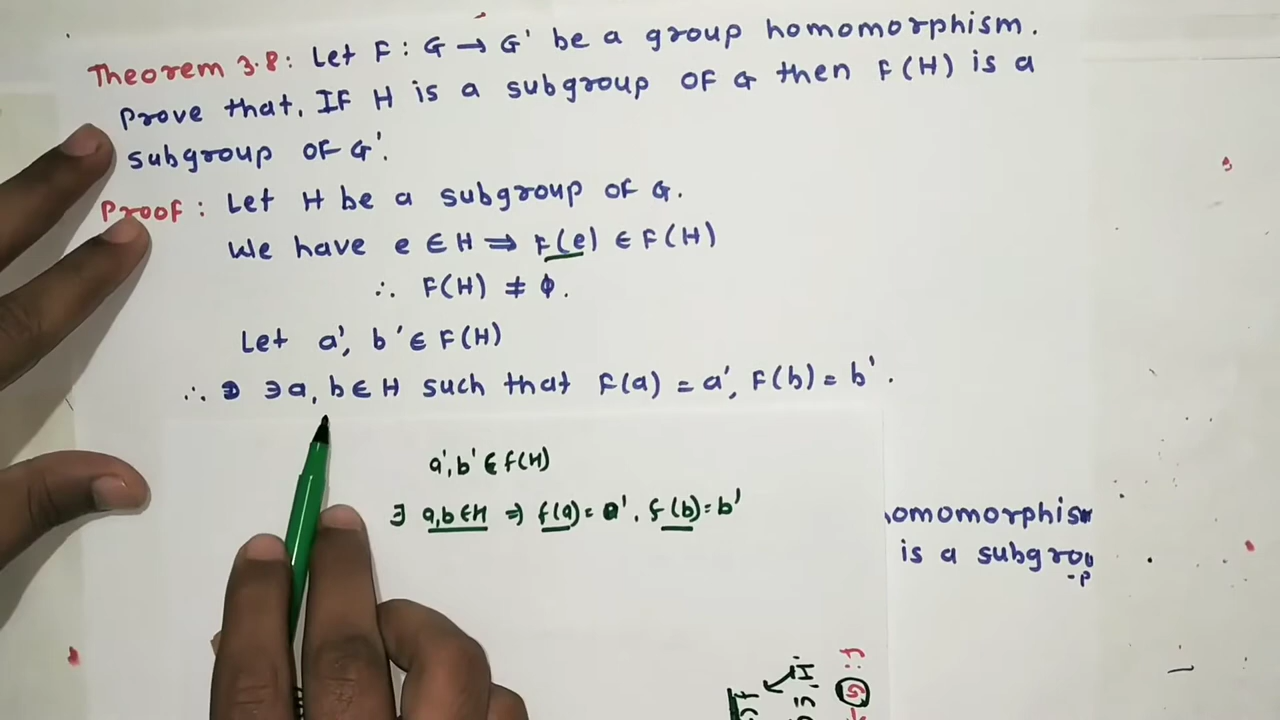 Theorem 3.8: Let F: G → G' be a group homomorphism.
Prove that, IF H is a subgroup OF G then F(H) is a
subgroup OF G'.
Proof: Let H be a subgroup OF G.
We have e ∈ H ⇒ F(e) ∈ F(H)
∴ F(H) ≠ φ.
Let a', b' ∈ F(H)
∴ ∃ a, b ∈ H such that F(a) = a', F(b) = b'.
a', b' ∈ f(H)
∃ a,b ∈ H ⇒ f(a) = a', f(b) = b'
homomorphism
is a subgrou
-p